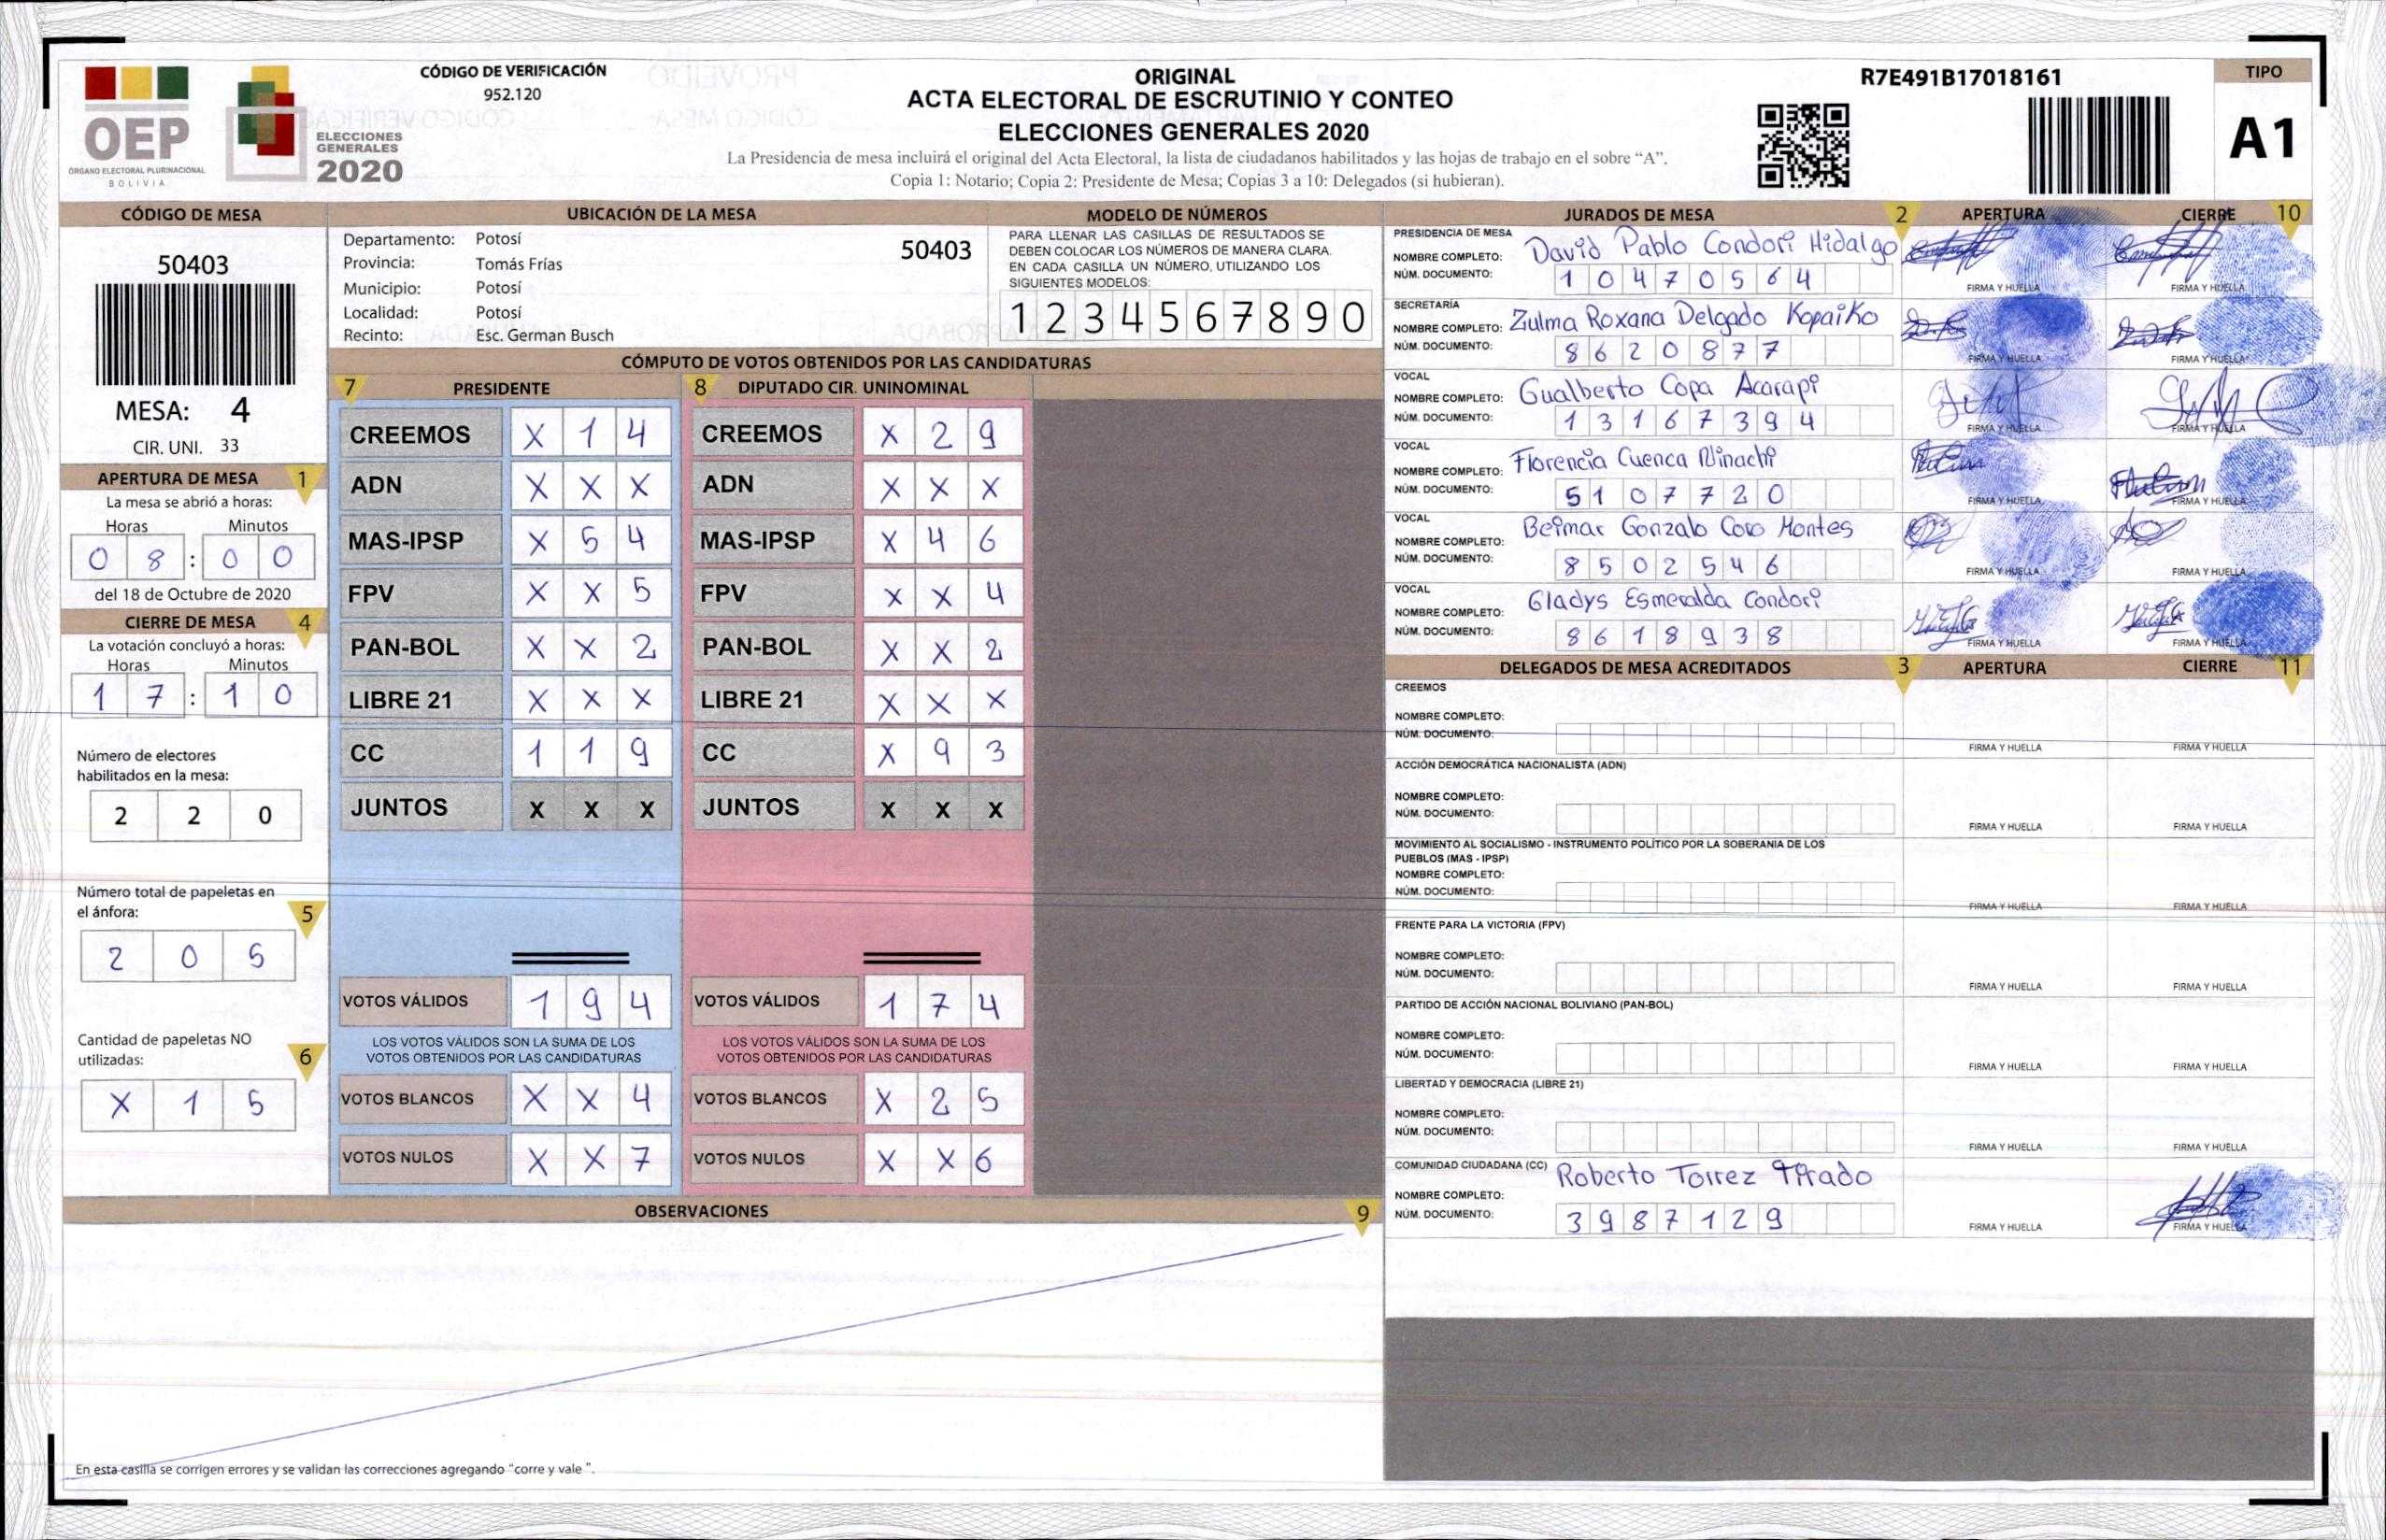 OEP
ÓRGANO ELECTORAL PLURINACIONAL
BOLIVIA
ELECCIONES
GENERALES
2020
CÓDIGO DE VERIFICACIÓN
952.120
ORIGINAL
ACTA ELECTORAL DE ESCRUTINIO Y CONTEO
ELECCIONES GENERALES 2020
La Presidencia de mesa incluirá el original del Acta Electoral, la lista de ciudadanos habilitados y las hojas de trabajo en el sobre “A”.
Copia 1: Notario; Copia 2: Presidente de Mesa; Copias 3 a 10: Delegados (si hubieran).
R7E491B17018161
TIPO
A1
CÓDIGO DE MESA
50403
MESA: 4
CIR. UNI. 33
APERTURA DE MESA 1
La mesa se abrió a horas:
Horas Minutos
0 8 : 0 0
del 18 de Octubre de 2020
CIERRE DE MESA 4
La votación concluyó a horas:
Horas Minutos
1 7 : 1 0
Número de electores
habilitados en la mesa:
2 2 0
Número total de papeletas en
el ánfora: 5
2 0 5
Cantidad de papeletas NO
utilizadas: 6
X 1 5
UBICACIÓN DE LA MESA
Departamento: Potosí 50403
Provincia: Tomás Frías
Municipio: Potosí
Localidad: Potosí
Recinto: Esc. German Busch
MODELO DE NÚMEROS
PARA LLENAR LAS CASILLAS DE RESULTADOS SE
DEBEN COLOCAR LOS NÚMEROS DE MANERA CLARA.
EN CADA CASILLA UN NÚMERO, UTILIZANDO LOS
SIGUIENTES MODELOS:
1 2 3 4 5 6 7 8 9 0
CÓMPUTO DE VOTOS OBTENIDOS POR LAS CANDIDATURAS
7 PRESIDENTE
CREEMOS X 1 4
ADN X X X
MAS-IPSP X 5 4
FPV X X 5
PAN-BOL X X 2
LIBRE 21 X X X
CC 1 1 9
JUNTOS X X X
VOTOS VÁLIDOS 1 9 4
LOS VOTOS VÁLIDOS SON LA SUMA DE LOS
VOTOS OBTENIDOS POR LAS CANDIDATURAS
VOTOS BLANCOS X X 4
VOTOS NULOS X X 7
8 DIPUTADO CIR. UNINOMINAL
CREEMOS X 2 9
ADN X X X
MAS-IPSP X 4 6
FPV X X 4
PAN-BOL X X 2
LIBRE 21 X X X
CC X 9 3
JUNTOS X X X
VOTOS VÁLIDOS 1 7 4
LOS VOTOS VÁLIDOS SON LA SUMA DE LOS
VOTOS OBTENIDOS POR LAS CANDIDATURAS
VOTOS BLANCOS X 2 5
VOTOS NULOS X X 6
OBSERVACIONES 9
En esta casilla se corrigen errores y se validan las correcciones agregando “corre y vale ”.
JURADOS DE MESA 2 APERTURA CIERRE 10
PRESIDENCIA DE MESA
NOMBRE COMPLETO: David Pablo Condori Hidalgo
NÚM. DOCUMENTO: 1 0 4 7 0 5 6 4
FIRMA Y HUELLA FIRMA Y HUELLA
SECRETARÍA
NOMBRE COMPLETO: Zulma Roxana Delgado Kopaiko
NÚM. DOCUMENTO: 8 6 2 0 8 7 7
FIRMA Y HUELLA FIRMA Y HUELLA
VOCAL
NOMBRE COMPLETO: Gualberto Copa Acarapi
NÚM. DOCUMENTO: 1 3 1 6 7 3 9 4
FIRMA Y HUELLA FIRMA Y HUELLA
VOCAL
NOMBRE COMPLETO: Florencia Cuenca Ninachi
NÚM. DOCUMENTO: 5 1 0 7 7 2 0
FIRMA Y HUELLA FIRMA Y HUELLA
VOCAL
NOMBRE COMPLETO: Beimar Gonzalo Coro Montes
NÚM. DOCUMENTO: 8 5 0 2 5 4 6
FIRMA Y HUELLA FIRMA Y HUELLA
VOCAL
NOMBRE COMPLETO: Gladys Esmeralda Condori
NÚM. DOCUMENTO: 8 6 1 8 9 3 8
FIRMA Y HUELLA FIRMA Y HUELLA
DELEGADOS DE MESA ACREDITADOS 3 APERTURA CIERRE 11
CREEMOS
NOMBRE COMPLETO:
NÚM. DOCUMENTO:
FIRMA Y HUELLA FIRMA Y HUELLA
ACCIÓN DEMOCRÁTICA NACIONALISTA (ADN)
NOMBRE COMPLETO:
NÚM. DOCUMENTO:
FIRMA Y HUELLA FIRMA Y HUELLA
MOVIMIENTO AL SOCIALISMO - INSTRUMENTO POLÍTICO POR LA SOBERANIA DE LOS
PUEBLOS (MAS - IPSP)
NOMBRE COMPLETO:
NÚM. DOCUMENTO:
FIRMA Y HUELLA FIRMA Y HUELLA
FRENTE PARA LA VICTORIA (FPV)
NOMBRE COMPLETO:
NÚM. DOCUMENTO:
FIRMA Y HUELLA FIRMA Y HUELLA
PARTIDO DE ACCIÓN NACIONAL BOLIVIANO (PAN-BOL)
NOMBRE COMPLETO:
NÚM. DOCUMENTO:
FIRMA Y HUELLA FIRMA Y HUELLA
LIBERTAD Y DEMOCRACIA (LIBRE 21)
NOMBRE COMPLETO:
NÚM. DOCUMENTO:
FIRMA Y HUELLA FIRMA Y HUELLA
COMUNIDAD CIUDADANA (CC)
NOMBRE COMPLETO: Roberto Torrez Tirado
NÚM. DOCUMENTO: 3 9 8 7 1 2 9
FIRMA Y HUELLA FIRMA Y HUELLA